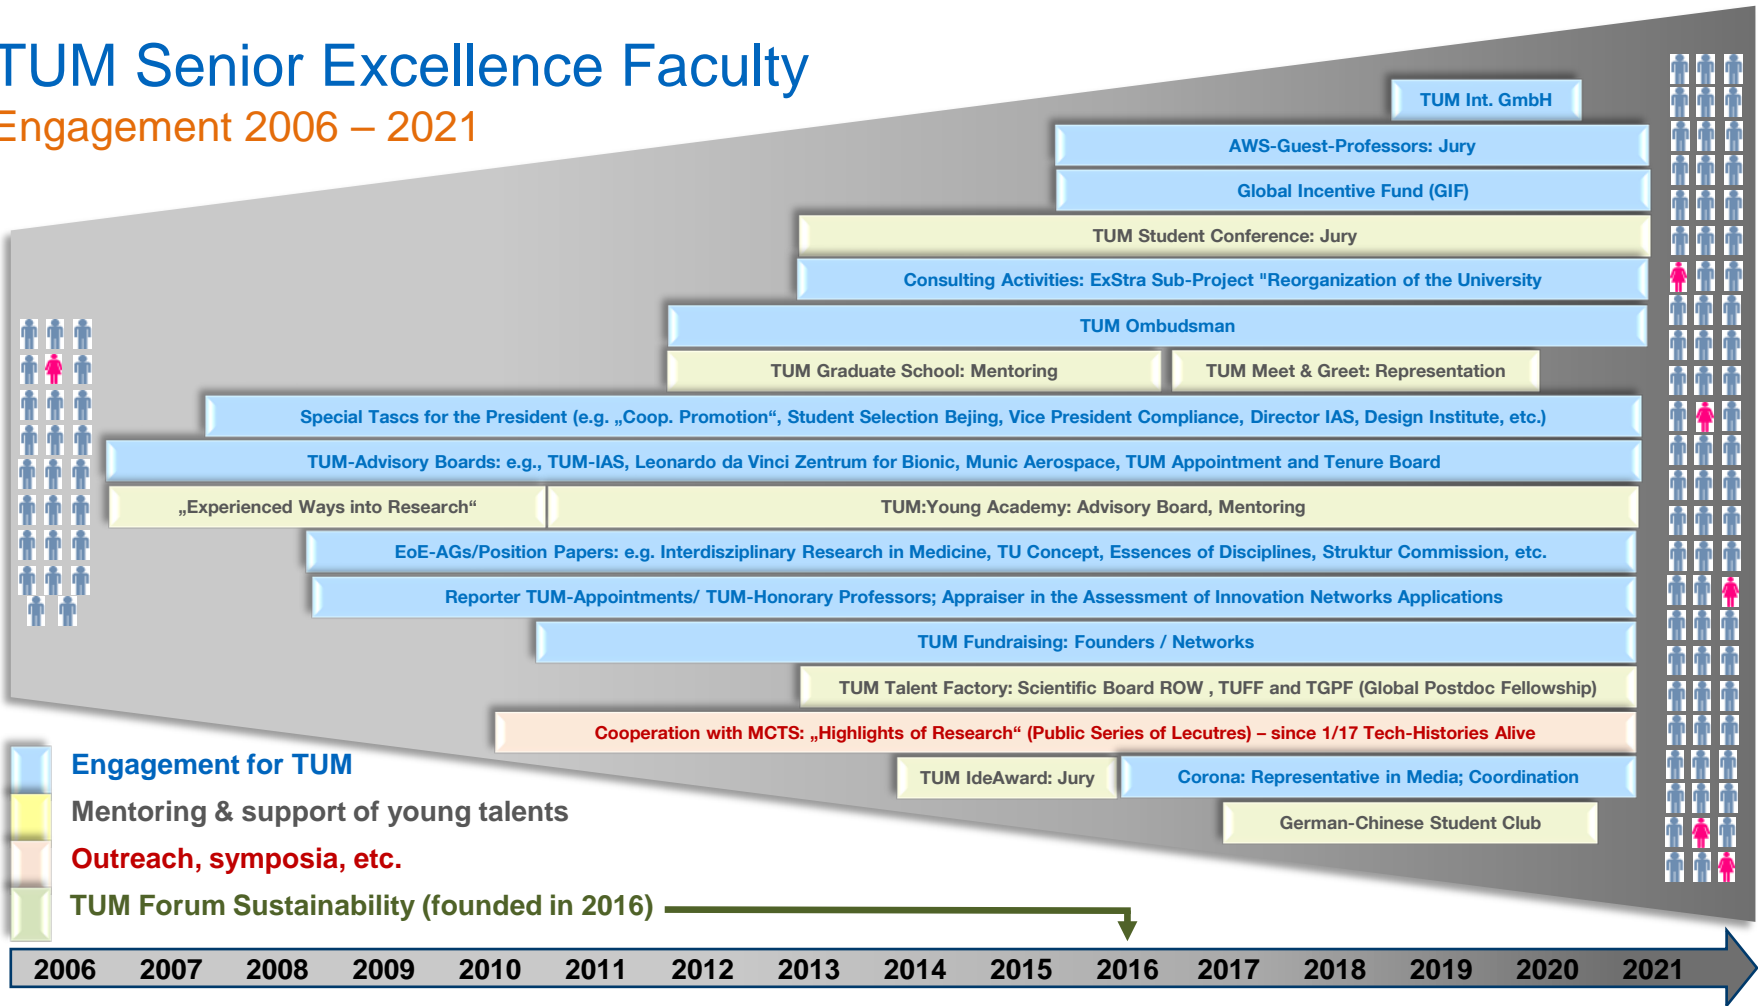 TUM Senior Excellence Faculty
Engagement 2006 – 2021
TUM Int. GmbH
AWS-Guest-Professors: Jury
Global Incentive Fund (GIF)
TUM Student Conference: Jury
Consulting Activities: ExStra Sub-Project "Reorganization of the University
TUM Ombudsman
TUM Graduate School: Mentoring
TUM Meet & Greet: Representation
Special Tascs for the President (e.g. „Coop. Promotion“, Student Selection Bejing, Vice President Compliance, Director IAS, Design Institute, etc.)
TUM-Advisory Boards: e.g., TUM-IAS, Leonardo da Vinci Zentrum for Bionic, Munic Aerospace, TUM Appointment and Tenure Board
„Experienced Ways into Research“
TUM:Young Academy: Advisory Board, Mentoring
EoE-AGs/Position Papers: e.g. Interdisziplinary Research in Medicine, TU Concept, Essences of Disciplines, Struktur Commission, etc.
Reporter TUM-Appointments/ TUM-Honorary Professors; Appraiser in the Assessment of Innovation Networks Applications
TUM Fundraising: Founders / Networks
TUM Talent Factory: Scientific Board ROW , TUFF and TGPF (Global Postdoc Fellowship)
Cooperation with MCTS: „Highlights of Research“ (Public Series of Lecutres) – since 1/17 Tech-Histories Alive
TUM IdeAward: Jury
Corona: Representative in Media; Coordination
German-Chinese Student Club
Engagement for TUM
Mentoring & support of young talents
Outreach, symposia, etc.
TUM Forum Sustainability (founded in 2016)
2006 2007 2008 2009 2010 2011 2012 2013 2014 2015 2016 2017 2018 2019 2020 2021